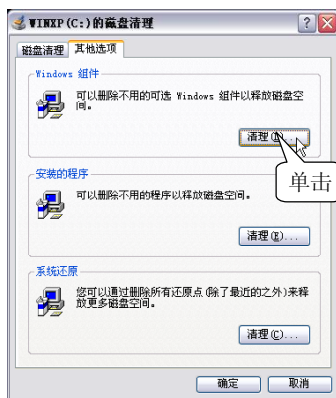 WINXP (C:)的磁盘清理
磁盘清理 其他选项
Windows 组件
可以删除不用的可选 Windows 组件以释放磁盘空
间。
清理
单击
安装的程序
可以删除不用的程序以释放磁盘空间。
清理(E)...
系统还原
您可以通过删除所有还原点(除了最近的之外)来释
放更多磁盘空间。
清理(C)...
确定 取消